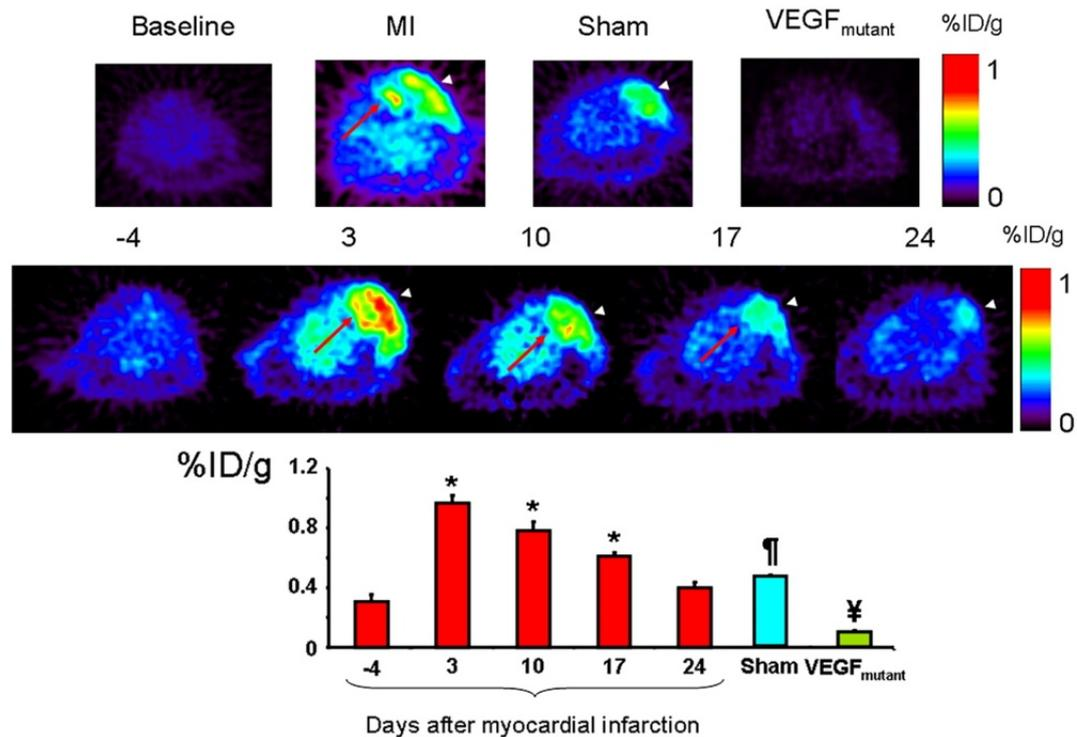 Baseline MI Sham VEGFmutant %ID/g
1
0
-4 3 10 17 24 %ID/g
1
0
%ID/g
1.2
0.8
0.4
0
* * * ¶ ¥
-4 3 10 17 24 Sham VEGFmutant
Days after myocardial infarction